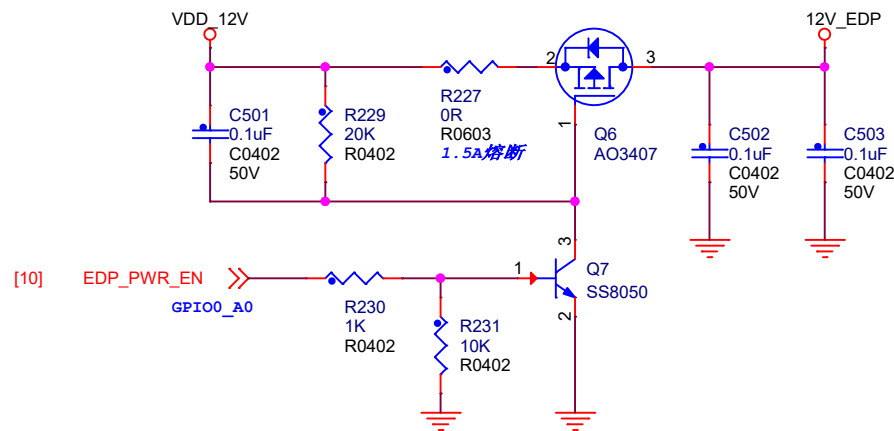 VDD_12V
12V_EDP
2
3
R227
0R
R0603
1.5A熔断
1
Q6
AO3407
C501
0.1uF
C0402
50V
R229
20K
R0402
C502
0.1uF
C0402
50V
C503
0.1uF
C0402
50V
[10]
EDP_PWR_EN
GPIO0_A0
R230
1K
R0402
R231
10K
R0402
1
3
Q7
SS8050
2